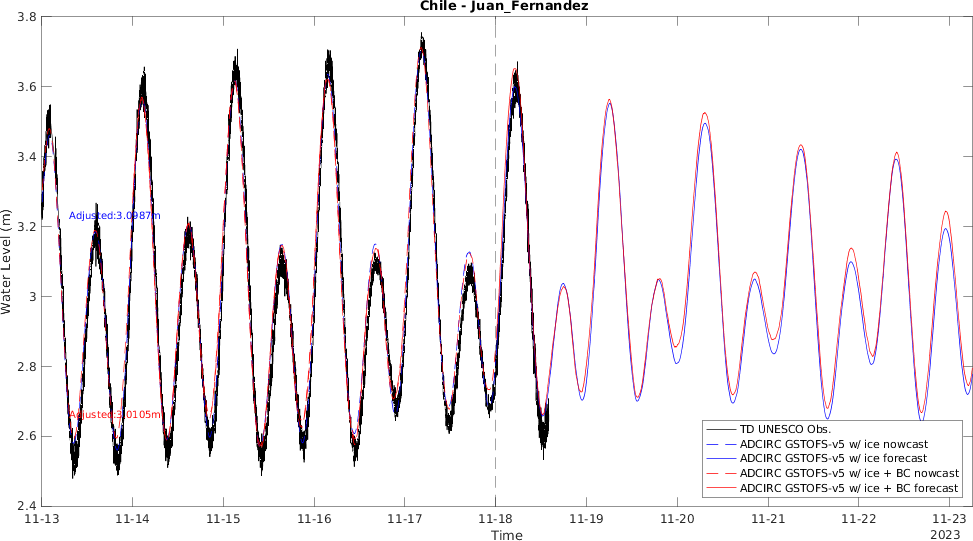 Chile - Juan_Fernandez
Water Level (m)
3.8
3.6
3.4
3.2
3
2.8
2.6
2.4
Adjusted:3.0987m
Adjusted:3.0105m
TD UNESCO Obs.
ADCIRC GSTOFS-v5 w/ ice nowcast
ADCIRC GSTOFS-v5 w/ ice forecast
ADCIRC GSTOFS-v5 w/ ice + BC nowcast
ADCIRC GSTOFS-v5 w/ ice + BC forecast
11-13 11-14 11-15 11-16 11-17 11-18 11-19 11-20 11-21 11-22 11-23
2023
Time